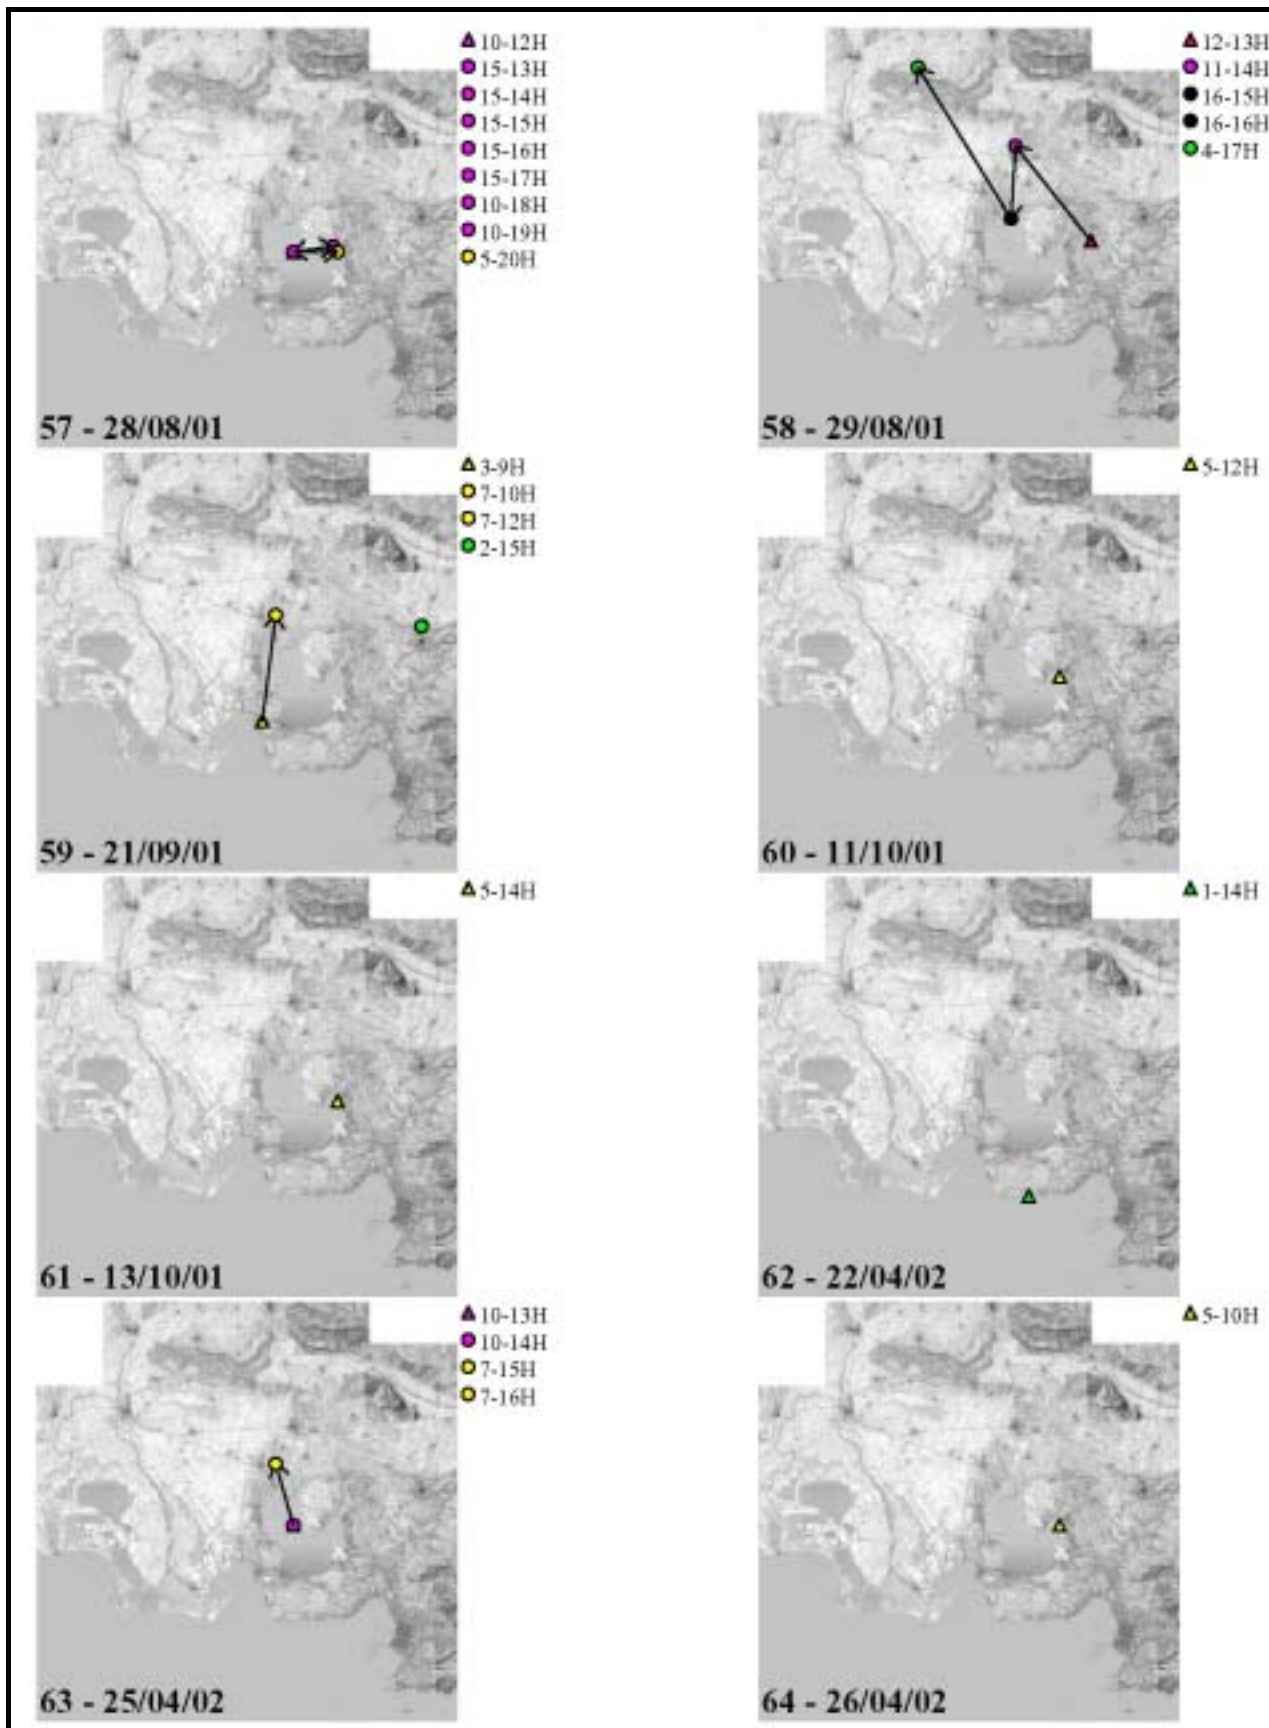 10-12H
15-13H
15-14H
15-15H
15-16H
15-17H
10-18H
10-19H
5-20H
57 - 28/08/01
12-13H
11-14H
16-15H
16-16H
4-17H
58 - 29/08/01
3-9H
7-10H
7-12H
2-15H
59 - 21/09/01
5-12H
60 - 11/10/01
5-14H
61 - 13/10/01
1-14H
62 - 22/04/02
10-13H
10-14H
7-15H
7-16H
63 - 25/04/02
5-10H
64 - 26/04/02